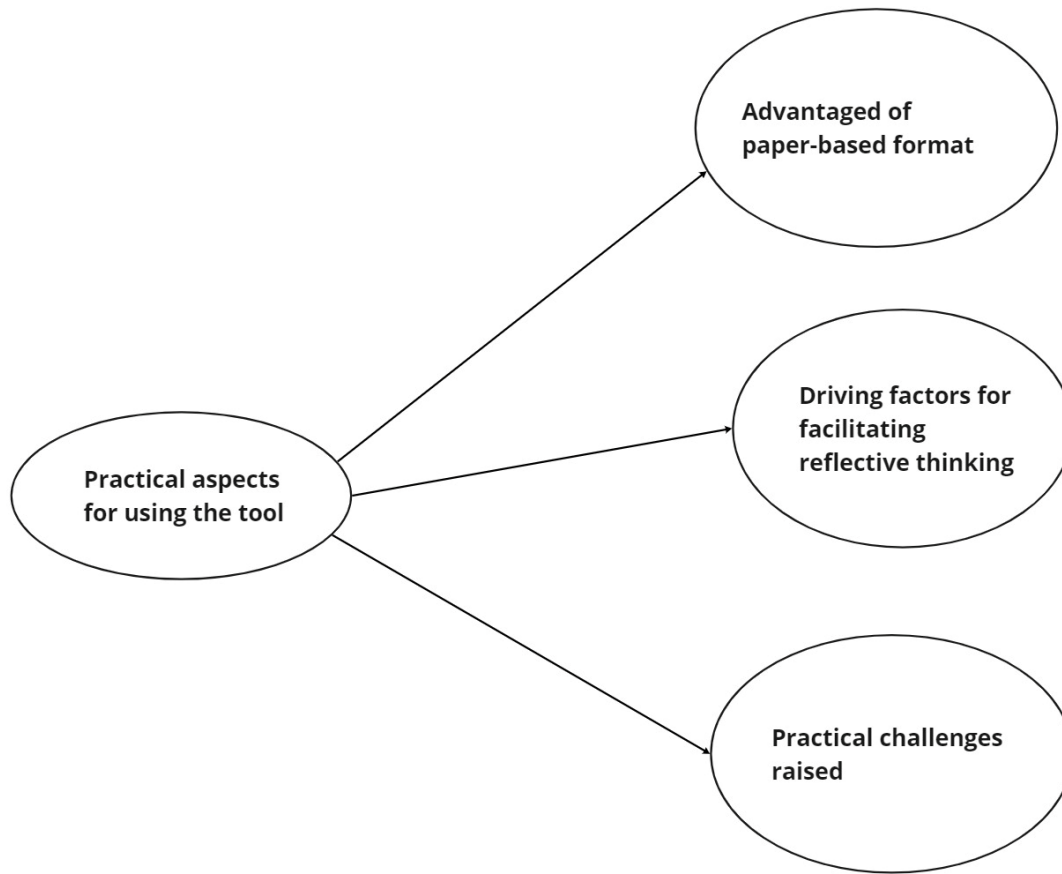 Advantaged of
paper-based format
Driving factors for
facilitating
reflective thinking
Practical aspects
for using the tool
Practical challenges
raised